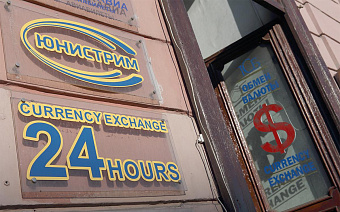 ЮНИСТРИМ
CURRENCY EXCHANGE
24 HOURS
ОБМЕН
ВАЛЮТ
$
CURRENCY
EXCHANGE